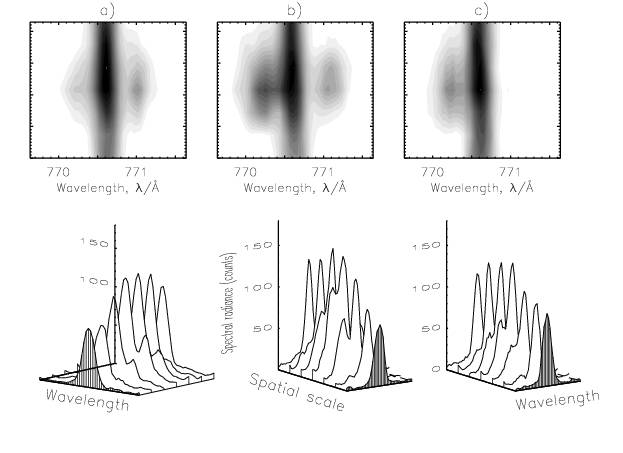 a) b) c)
770 771 770 771 770 771
Wavelength, λ/Å Wavelength, λ/Å Wavelength, λ/Å
150 150 150
100 100 100
50 50
0
Spectral radiance (counts)
Wavelength Spatial scale Wavelength